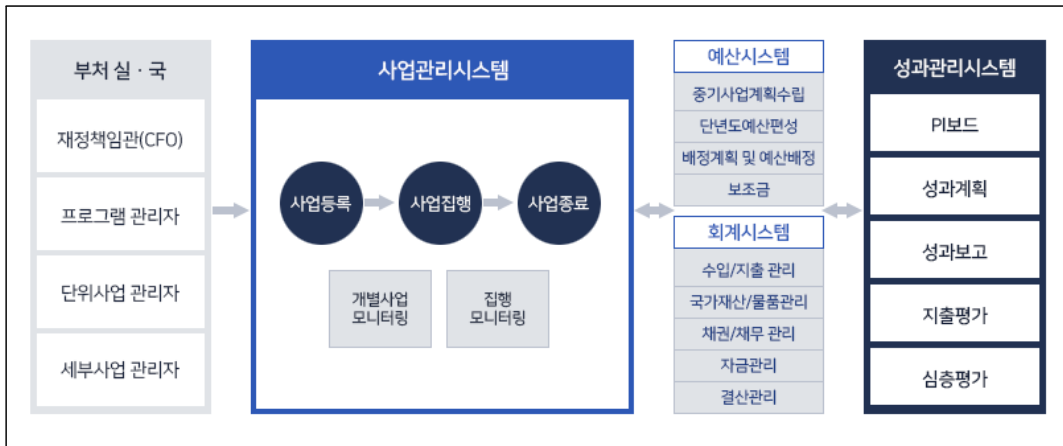 부처 실 · 국
재정책임관(CFO)
프로그램 관리자
단위사업 관리자
세부사업 관리자
사업관리시스템
사업등록
사업집행
사업종료
개별사업
모니터링
집행
모니터링
예산시스템
중기사업계획수립
단년도예산편성
배정계획 및 예산배정
보조금
회계시스템
수입/지출 관리
국가재산/물품관리
채권/채무 관리
자금관리
결산관리
성과관리시스템
PI보드
성과계획
성과보고
지출평가
심층평가